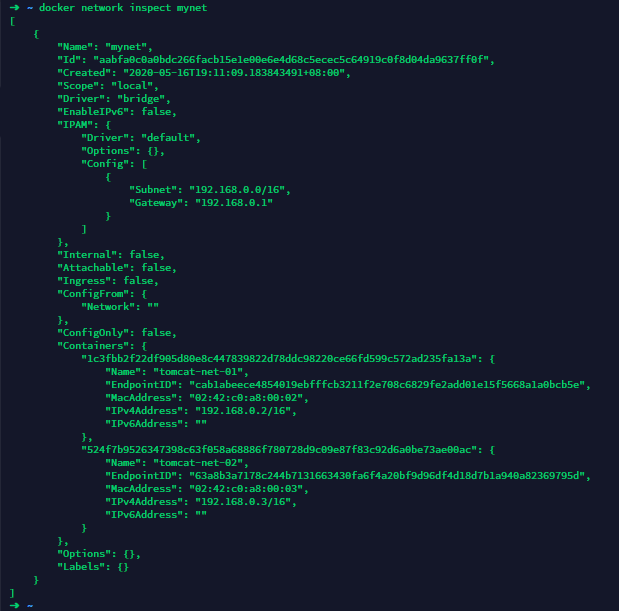 ➜ ~ docker network inspect mynet
[
    {
        "Name": "mynet",
        "Id": "aabfa0c0a0bdc266facb15e1e00e6e4d68c5ecec5c64919c0f8d04da9637ff0f",
        "Created": "2020-05-16T19:11:09.183843491+08:00",
        "Scope": "local",
        "Driver": "bridge",
        "EnableIPv6": false,
        "IPAM": {
            "Driver": "default",
            "Options": {},
            "Config": [
                {
                    "Subnet": "192.168.0.0/16",
                    "Gateway": "192.168.0.1"
                }
            ]
        },
        "Internal": false,
        "Attachable": false,
        "Ingress": false,
        "ConfigFrom": {
            "Network": ""
        },
        "ConfigOnly": false,
        "Containers": {
            "1c3fbb2f22df905d80e8c447839822d78ddc98220ce66fd599c572ad235fa13a": {
                "Name": "tomcat-net-01",
                "EndpointID": "cab1abeece4854019ebfffcb3211f2e708c6829fe2add01e15f5668a1a0bcb5e",
                "MacAddress": "02:42:c0:a8:00:02",
                "IPv4Address": "192.168.0.2/16",
                "IPv6Address": ""
            },
            "524f7b9526347398c63f058a68886f780728d9c09e87f83c92d6a0be73ae00ac": {
                "Name": "tomcat-net-02",
                "EndpointID": "63a8b3a7178c244b7131663430fa6f4a20bf9d96df4d18d7b1a940a82369795d",
                "MacAddress": "02:42:c0:a8:00:03",
                "IPv4Address": "192.168.0.3/16",
                "IPv6Address": ""
            }
        },
        "Options": {},
        "Labels": {}
    }
]
➜ ~